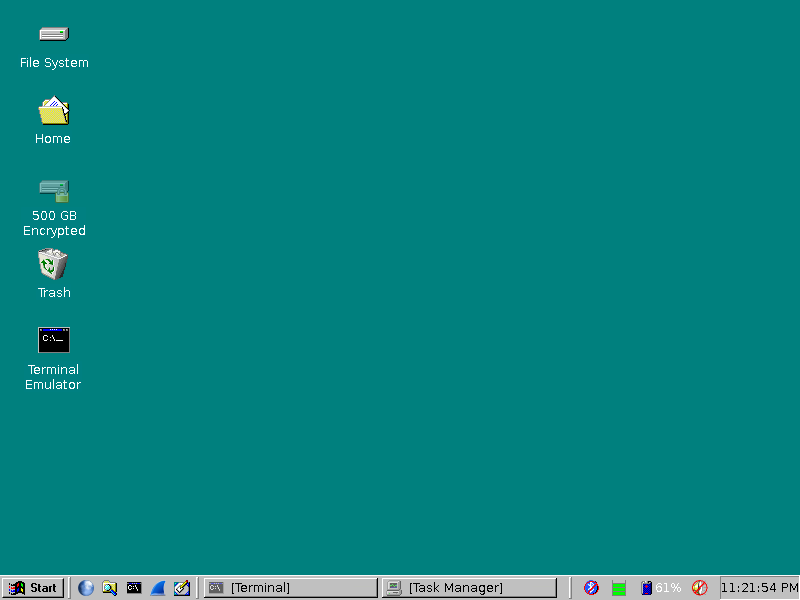 File System
Home
500 GB
Encrypted
Trash
C:\_
Terminal
Emulator
Start
C:\
C:\
[Terminal]
[Task Manager]
61%
11:21:54 PM